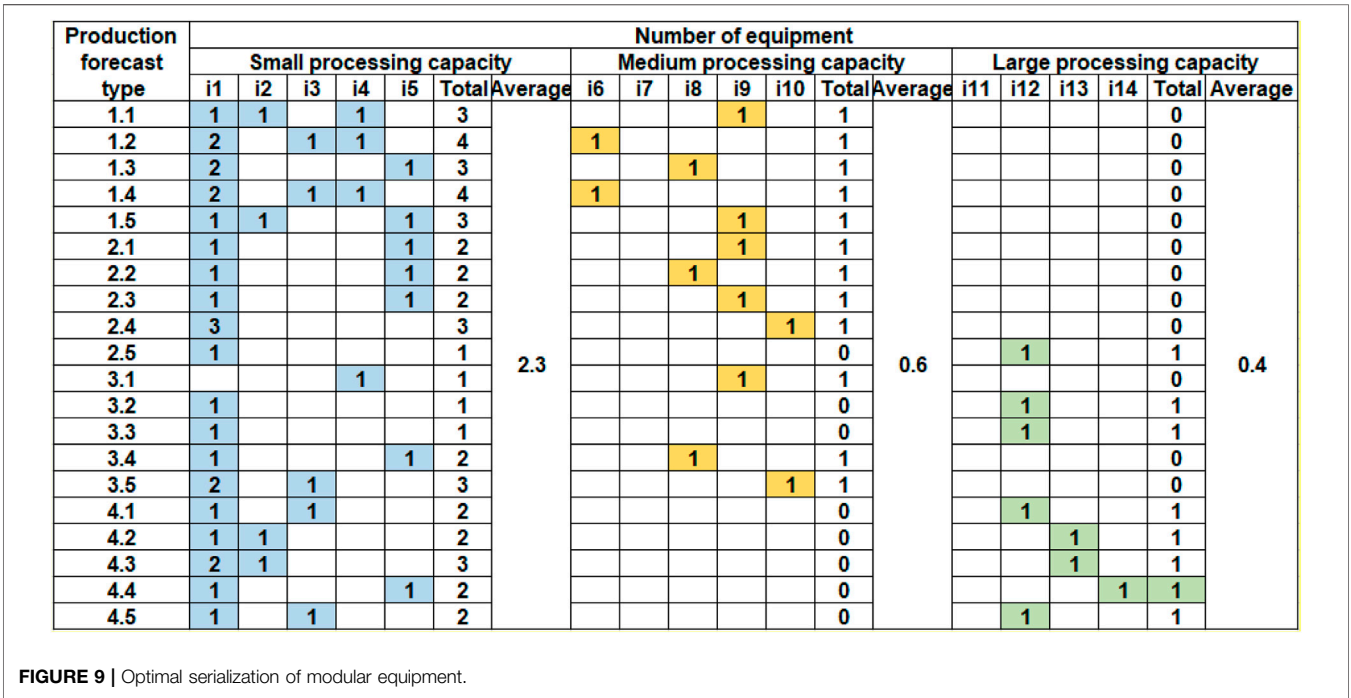 Production forecast type Number of equipment
Small processing capacity Medium processing capacity Large processing capacity
i1 i2 i3 i4 i5 Total Average i6 i7 i8 i9 i10 Total Average i11 i12 i13 i14 Total Average
1.1 1 1 1 3 1 1 0
1.2 2 1 1 4 1 1 0
1.3 2 1 3 1 1 0
1.4 2 1 1 4 1 1 0
1.5 1 1 1 3 1 1 0
2.1 1 1 2 1 1 0
2.2 1 1 2 1 1 0
2.3 1 1 2 1 1 0
2.4 3 3 1 1 0
2.5 1 1 0 1 1
2.3 0.6 0.4
3.1 1 1 1 1 0
3.2 1 1 0 1 1
3.3 1 1 0 1 1
3.4 1 1 2 1 1 0
3.5 2 1 3 1 1 0
4.1 1 1 2 0 1 1
4.2 1 1 2 0 1 1
4.3 2 1 3 0 1 1
4.4 1 1 2 0 1 1
4.5 1 1 2 0 1 1
FIGURE 9 | Optimal serialization of modular equipment.